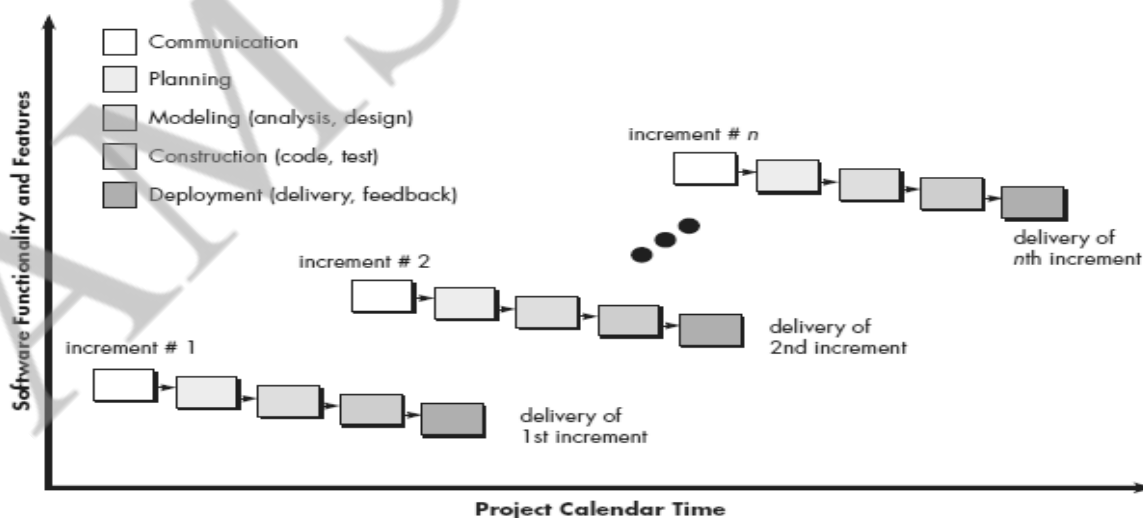 Software Functionality and Features
Communication
Planning
Modeling (analysis, design)
Construction (code, test)
Deployment (delivery, feedback)
increment # n
delivery of
nth increment
increment # 2
delivery of
2nd increment
increment # 1
delivery of
1st increment
Project Calendar Time